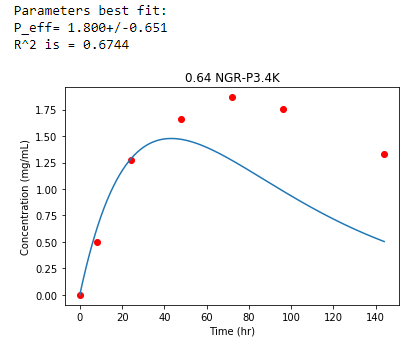 Parameters best fit:
P_eff= 1.800+/-0.651
R^2 is = 0.6744
0.64 NGR-P3.4K
Concentration (mg/mL)
1.75
1.50
1.25
1.00
0.75
0.50
0.25
0.00
0 20 40 60 80 100 120 140
Time (hr)